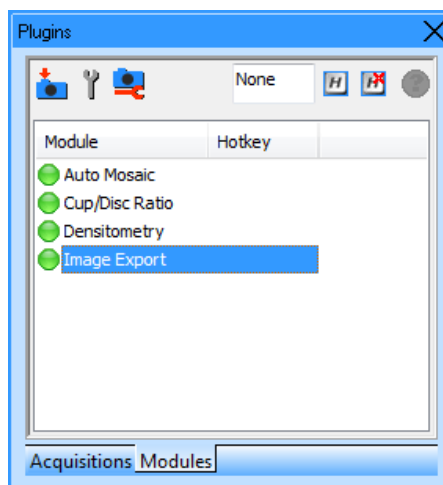 Plugins
None
H H
Module Hotkey
Auto Mosaic
Cup/Disc Ratio
Densitometry
Image Export
Acquisitions Modules